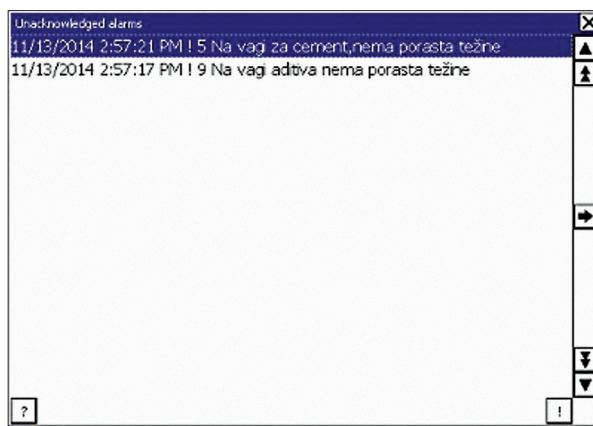 Unacknowledged alarms
11/13/2014 2:57:21 PM ! 5 Na vagi za cement,nema porasta težine
11/13/2014 2:57:17 PM ! 9 Na vagi aditiva nema porasta težine
? !